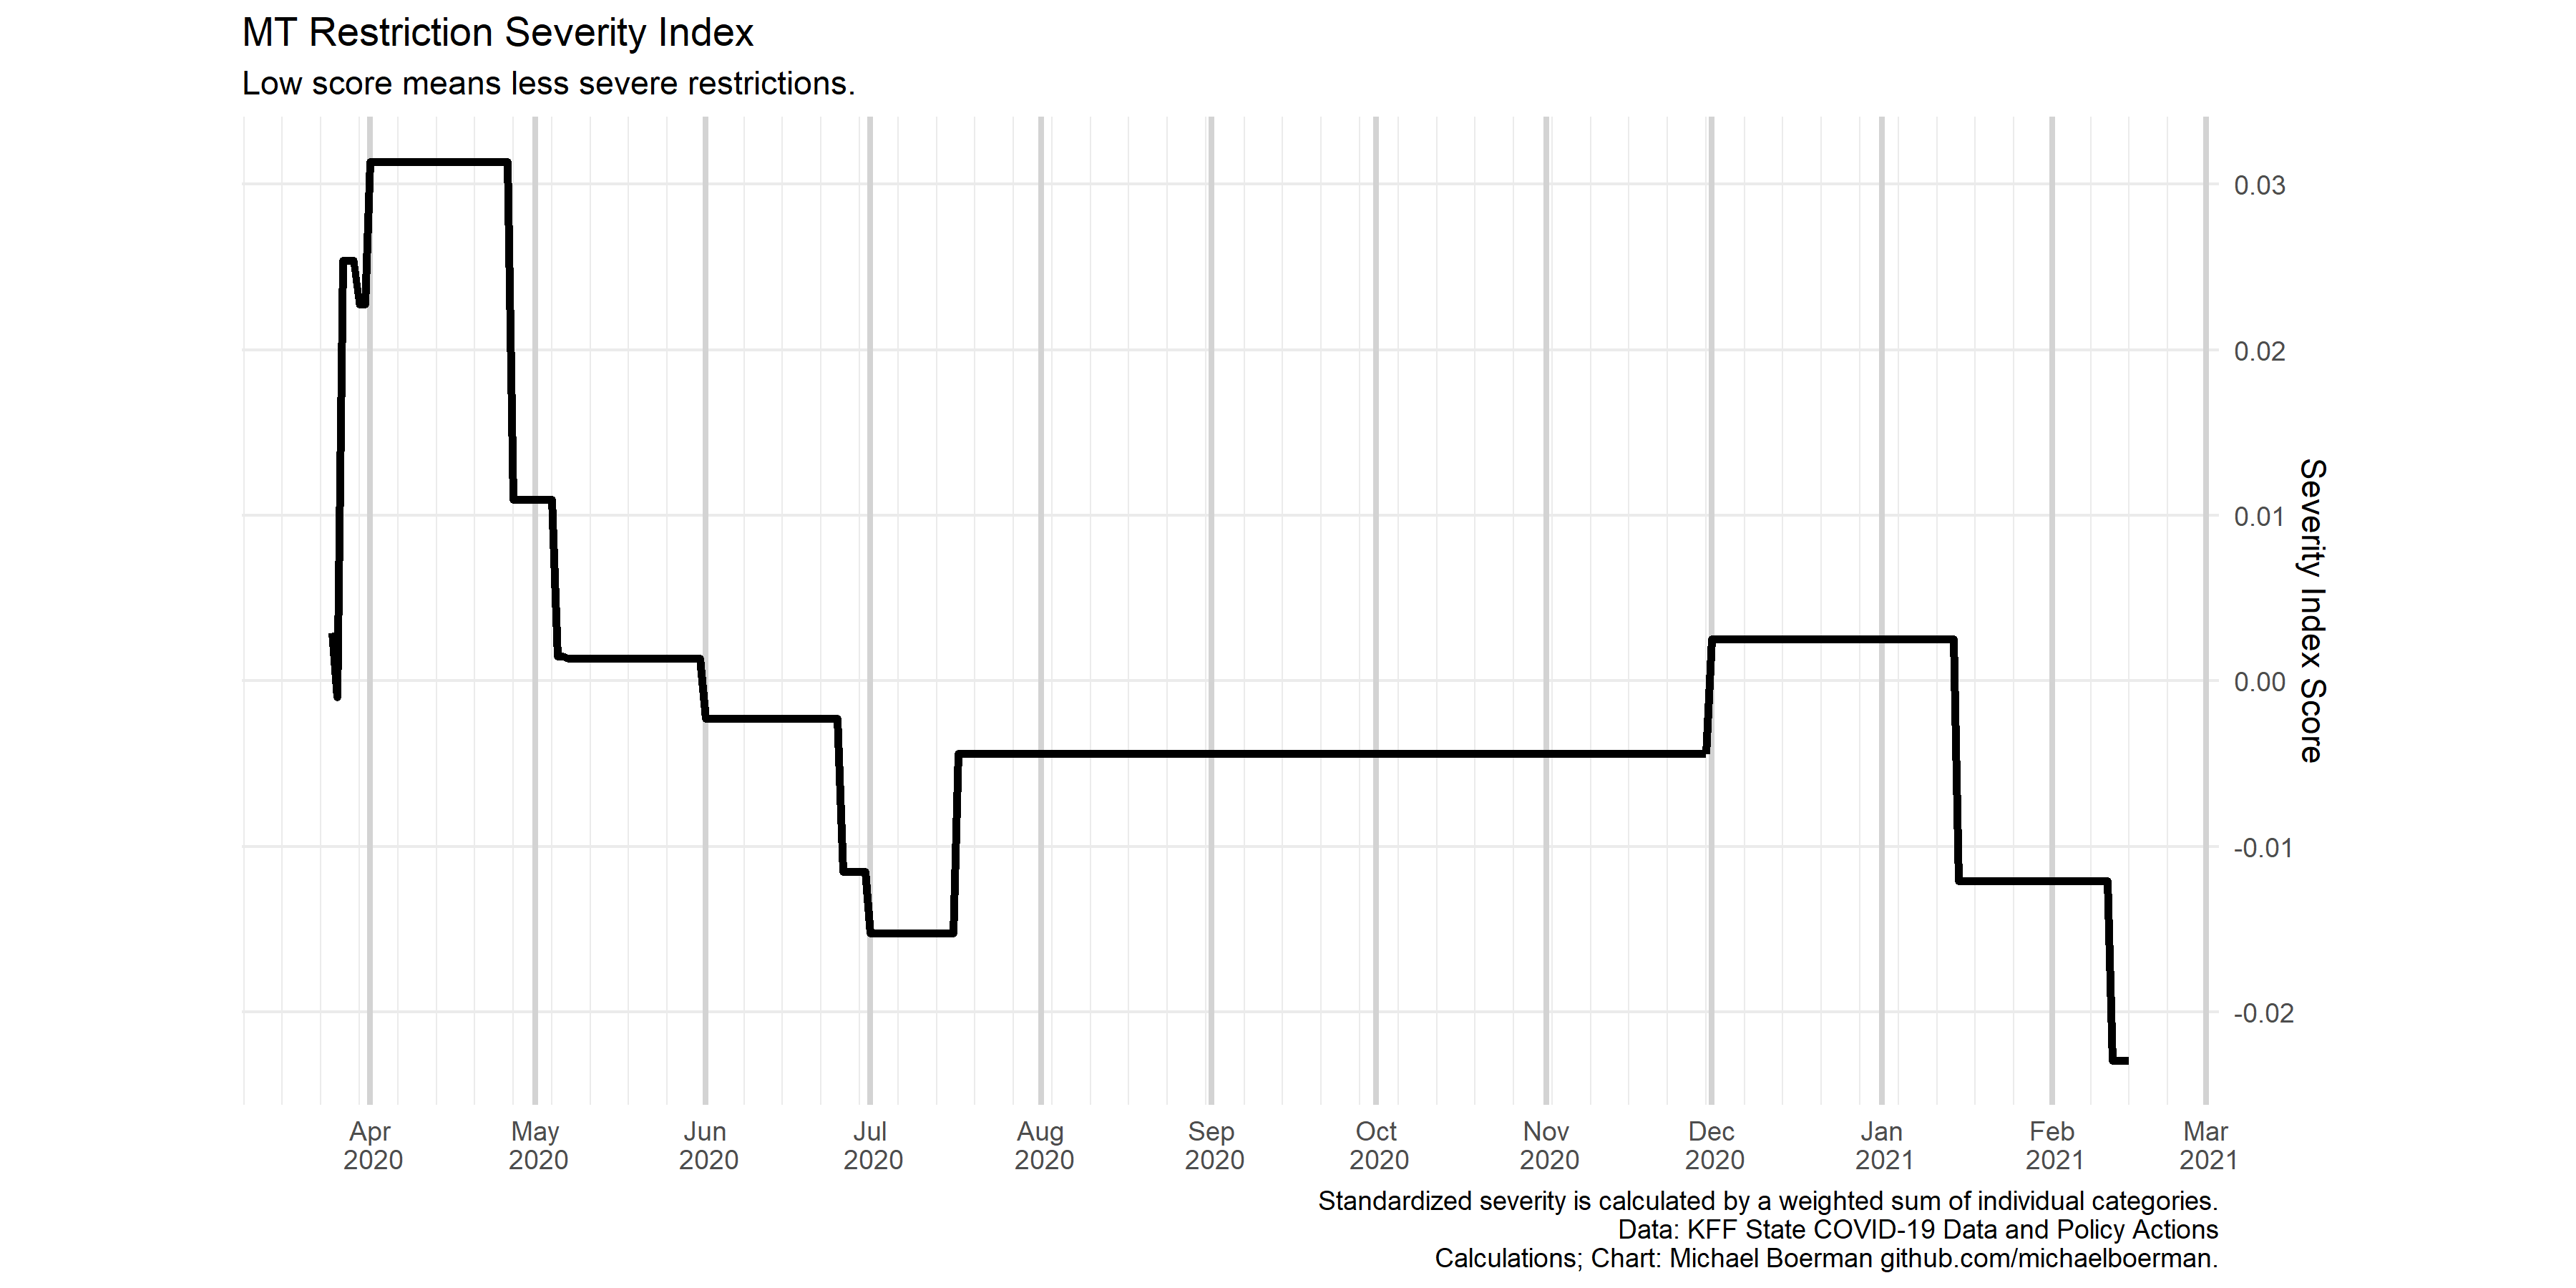 MT Restriction Severity Index
Low score means less severe restrictions.
0.03
0.02
0.01
0.00
-0.01
-0.02
Severity Index Score
Apr May Jun Jul Aug Sep Oct Nov Dec Jan Feb Mar
2020 2020 2020 2020 2020 2020 2020 2020 2020 2021 2021 2021
Standardized severity is calculated by a weighted sum of individual categories.
Data: KFF State COVID-19 Data and Policy Actions
Calculations; Chart: Michael Boerman github.com/michaelboerman.